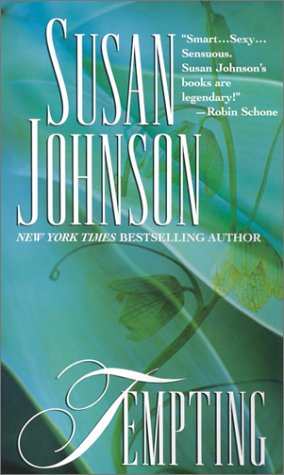 SUSAN
JOHNSON
"Smart...Sexy...
Sensuous.
Susan Johnson's
books are
legendary!"
—Robin Schone
NEW YORK TIMES BESTSELLING AUTHOR
TEMPTING